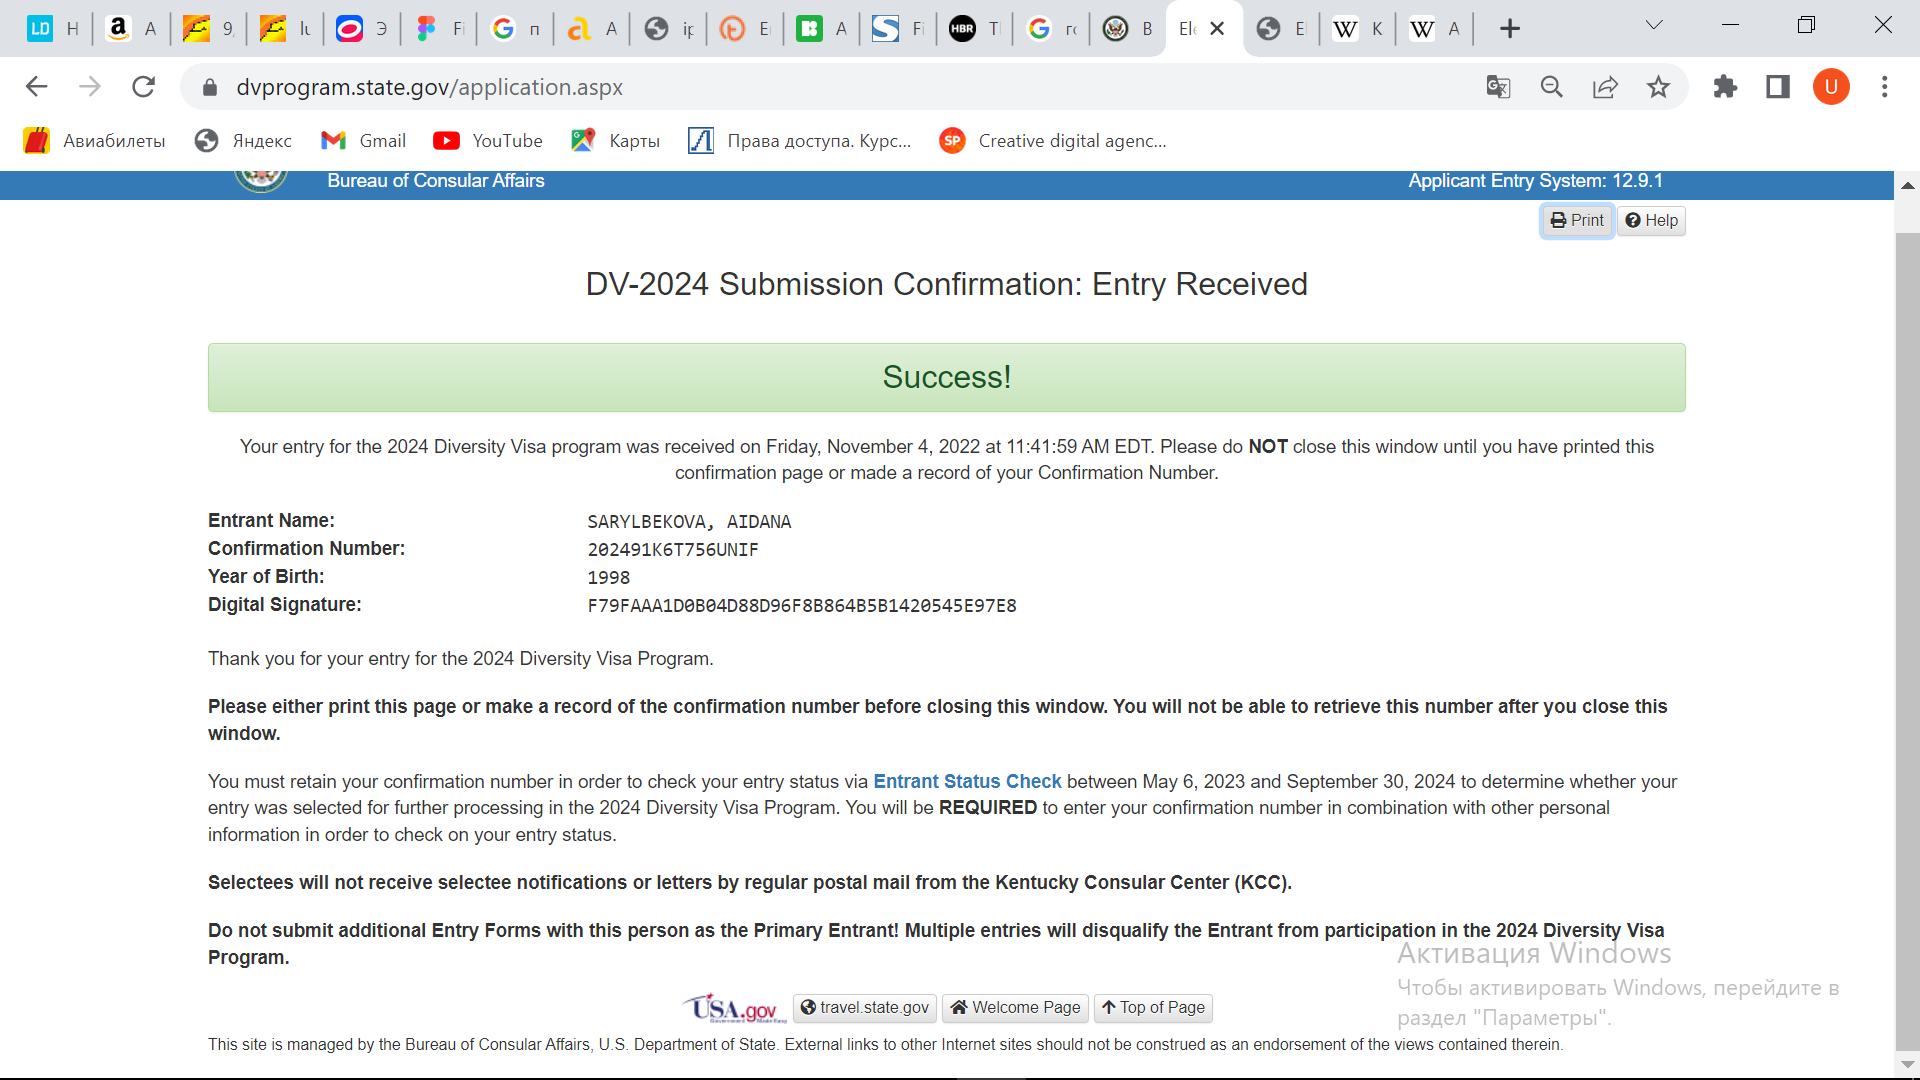 H A 9, lι Э Fi п A ip E A Fi Tl го B Ele El K A
dvprogram.state.gov/application.aspx U
Авиабилеты Яндекс Gmail YouTube Карты Права доступа. Курс... Creative digital agenc...
Bureau of Consular Affairs Applicant Entry System: 12.9.1
Print Help
DV-2024 Submission Confirmation: Entry Received
Success!
Your entry for the 2024 Diversity Visa program was received on Friday, November 4, 2022 at 11:41:59 AM EDT. Please do NOT close this window until you have printed this
confirmation page or made a record of your Confirmation Number.
Entrant Name: SARYLBEKOVA, AIDANA
Confirmation Number: 202491K6T756UNIF
Year of Birth: 1998
Digital Signature: F79FAAA1D0B04D88D96F8B864B5B1420545E97E8
Thank you for your entry for the 2024 Diversity Visa Program.
Please either print this page or make a record of the confirmation number before closing this window. You will not be able to retrieve this number after you close this
window.
You must retain your confirmation number in order to check your entry status via Entrant Status Check between May 6, 2023 and September 30, 2024 to determine whether your
entry was selected for further processing in the 2024 Diversity Visa Program. You will be REQUIRED to enter your confirmation number in combination with other personal
information in order to check on your entry status.
Selectees will not receive selectee notifications or letters by regular postal mail from the Kentucky Consular Center (KCC).
Do not submit additional Entry Forms with this person as the Primary Entrant! Multiple entries will disqualify the Entrant from participation in the 2024 Diversity Visa
Program.
Активация Windows
Чтобы активировать Windows, перейдите в
раздел "Параметры".
USA.gov travel.state.gov Welcome Page Top of Page
This site is managed by the Bureau of Consular Affairs, U.S. Department of State. External links to other Internet sites should not be construed as an endorsement of the views contained therein.